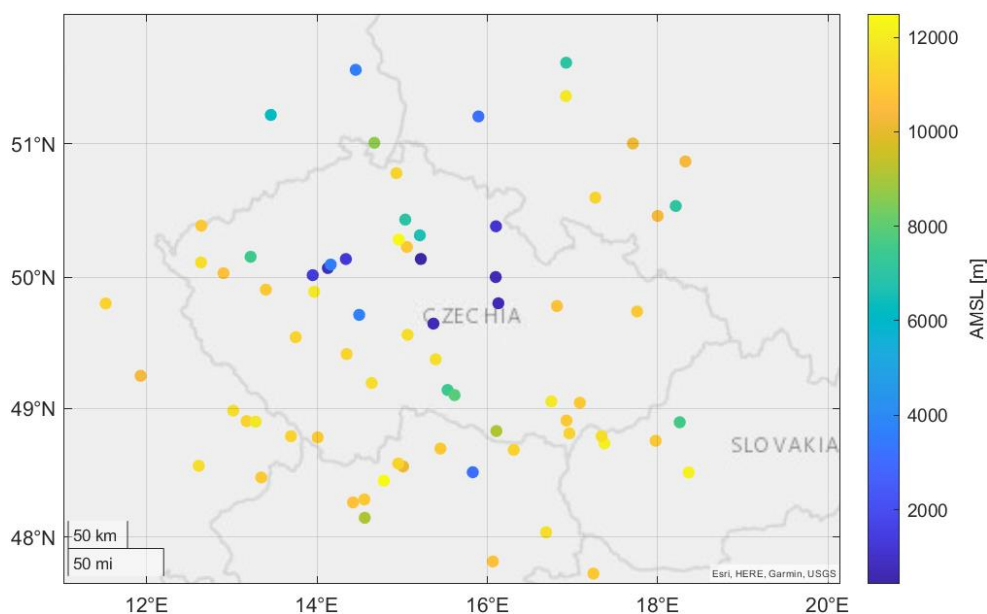 12000
51°N
10000
8000
50°N
CZECHIA
AMSL [m]
6000
49°N
4000
SLOVAKIA
2000
48°N
50 km
50 mi
Esri, HERE, Garmin, USGS
12°E 14°E 16°E 18°E 20°E